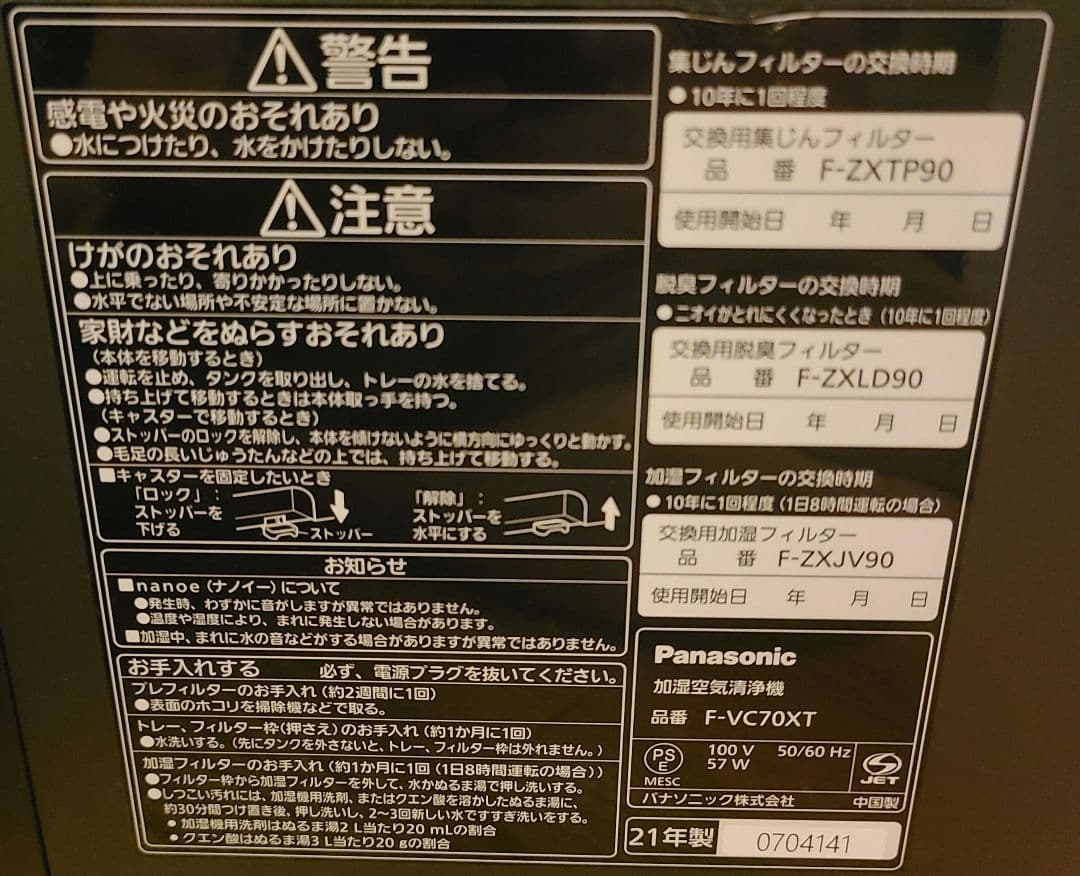 警告
感電や火災のおそれあり
●水につけたり、水をかけたりしない。
注意
けがのおそれあり
●上に乗ったり、寄りかかったりしない。
●水平でない場所や不安定な場所に置かない。
家財などをぬらすおそれあり
(本体を移動するとき)
●運転を止め、タンクを取り出し、トレーの水を捨てる。
●持ち上げて移動するときは本体取っ手を持つ。
(キャスターで移動するとき)
●ストッパーのロックを解除し、本体を傾けないように横方向にゆっくりと動かす。
●毛足の長いじゅうたんなどの上では、持ち上げて移動する。
■キャスターを固定したいとき
「ロック」:
ストッパーを
下げる
ストッパー
「解除」:
ストッパーを
水平にする
お知らせ
■nanoe(ナノイー)について
●発生時、わずかに音がしますが異常ではありません。
●温度や湿度により、まれに発生しない場合があります。
■加湿中、まれに水の音などがする場合がありますが異常ではありません。
お手入れする 必ず、電源プラグを抜いてください。
プレフィルターのお手入れ(約2週間に1回)
●表面のホコリを掃除機などで取る。
トレー、フィルター枠(押さえ)のお手入れ(約1か月に1回)
●水洗いする。(先にタンクを外さないと、トレー、フィルター枠は外れません。)
加湿フィルターのお手入れ(約1か月に1回(1日8時間運転の場合))
●フィルター枠から加湿フィルターを外して、水かぬるま湯で押し洗いする。
●しつこい汚れには、加湿機用洗剤、またはクエン酸を溶かしたぬるま湯に、
約30分間つけ置き後、押し洗いし、2~3回新しい水ですすぎ洗いをする。
• 加湿機用洗剤はぬるま湯2 L当たり20 mLの割合
• クエン酸はぬるま湯3 L当たり20 gの割合
集じんフィルターの交換時期
●10年に1回程度
交換用集じんフィルター
品 番 F-ZXTP90
使用開始日 年 月 日
脱臭フィルターの交換時期
●ニオイがとれにくくなったとき(10年に1回程度)
交換用脱臭フィルター
品 番 F-ZXLD90
使用開始日 年 月 日
加湿フィルターの交換時期
●10年に1回程度(1日8時間運転の場合)
交換用加湿フィルター
品 番 F-ZXJV90
使用開始日 年 月 日
Panasonic
加湿空気清浄機
品番 F-VC70XT
PS
E
MESC
100 V 50/60 Hz
57 W
JET
パナソニック株式会社 中国製
21年製 0704141